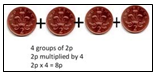 4 groups of 2p
2p multiplied by 4
2p x 4 = 8p